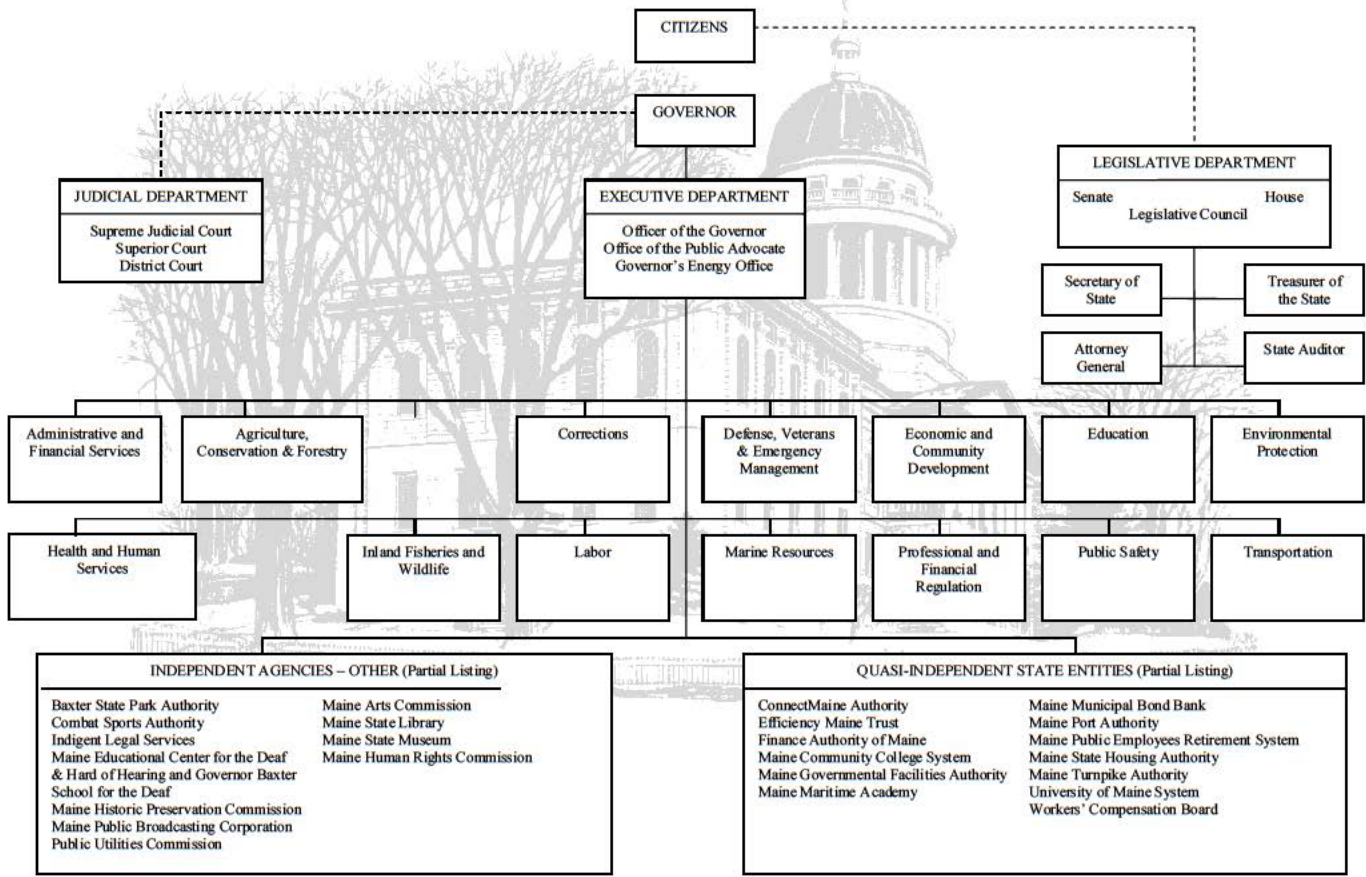 CITIZENS
GOVERNOR
JUDICIAL DEPARTMENT
Supreme Judicial Court
Superior Court
District Court
EXECUTIVE DEPARTMENT
Officer of the Governor
Office of the Public Advocate
Governor's Energy Office
LEGISLATIVE DEPARTMENT
Senate House
Legislative Council
Secretary of
State
Treasurer of
the State
Attorney
General
State Auditor
Administrative and
Financial Services
Agriculture,
Conservation & Forestry
Corrections
Defense, Veterans
& Emergency
Management
Economic and
Community
Development
Education
Environmental
Protection
Health and Human
Services
Inland Fisheries and
Wildlife
Labor
Marine Resources
Professional and
Financial
Regulation
Public Safety
Transportation
INDEPENDENT AGENCIES – OTHER (Partial Listing)
Baxter State Park Authority
Combat Sports Authority
Indigent Legal Services
Maine Educational Center for the Deaf
& Hard of Hearing and Governor Baxter
School for the Deaf
Maine Historic Preservation Commission
Maine Public Broadcasting Corporation
Public Utilities Commission
Maine Arts Commission
Maine State Library
Maine State Museum
Maine Human Rights Commission
QUASI-INDEPENDENT STATE ENTITIES (Partial Listing)
ConnectMaine Authority
Efficiency Maine Trust
Finance Authority of Maine
Maine Community College System
Maine Governmental Facilities Authority
Maine Maritime Academy
Maine Municipal Bond Bank
Maine Port Authority
Maine Public Employees Retirement System
Maine State Housing Authority
Maine Turnpike Authority
University of Maine System
Workers' Compensation Board